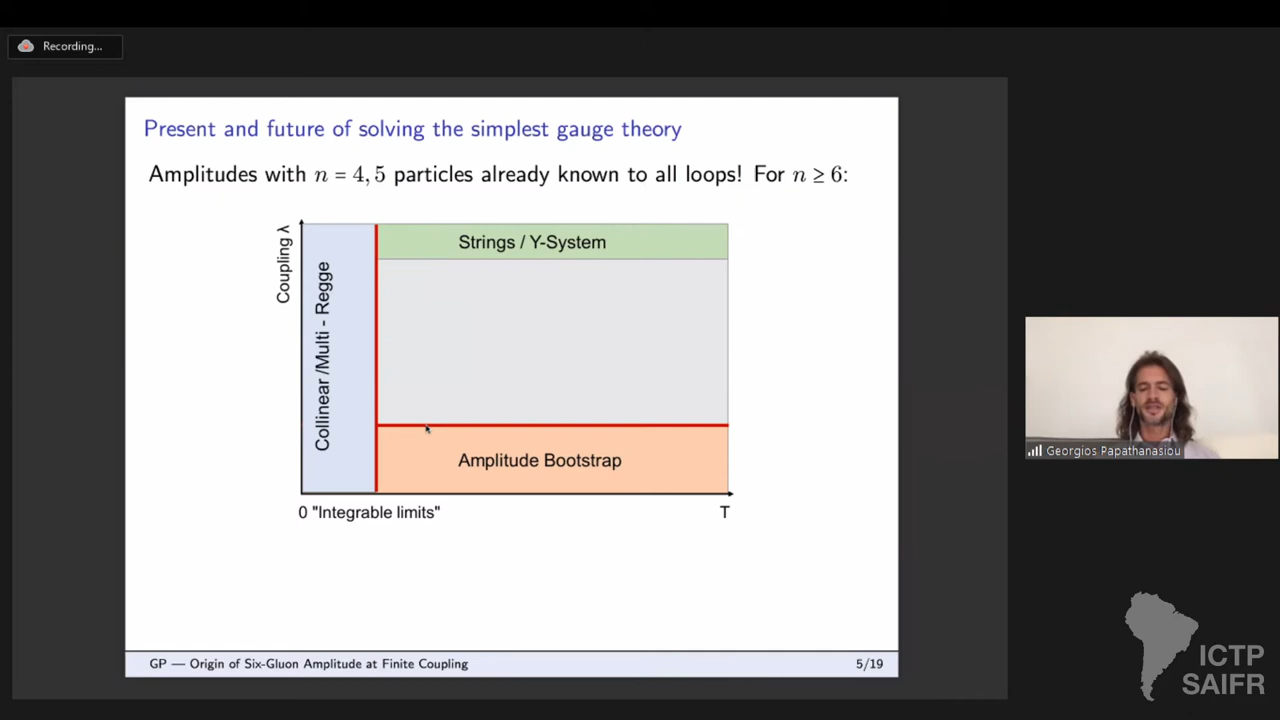 Recording...
Present and future of solving the simplest gauge theory
Amplitudes with n = 4, 5 particles already known to all loops! For n ≥ 6:
Coupling λ
Collinear /Multi - Regge
Strings / Y-System
Amplitude Bootstrap
0 "Integrable limits"
T
GP — Origin of Six-Gluon Amplitude at Finite Coupling
5/19
Georgios Papathanasiou
ICTP
SAIFR